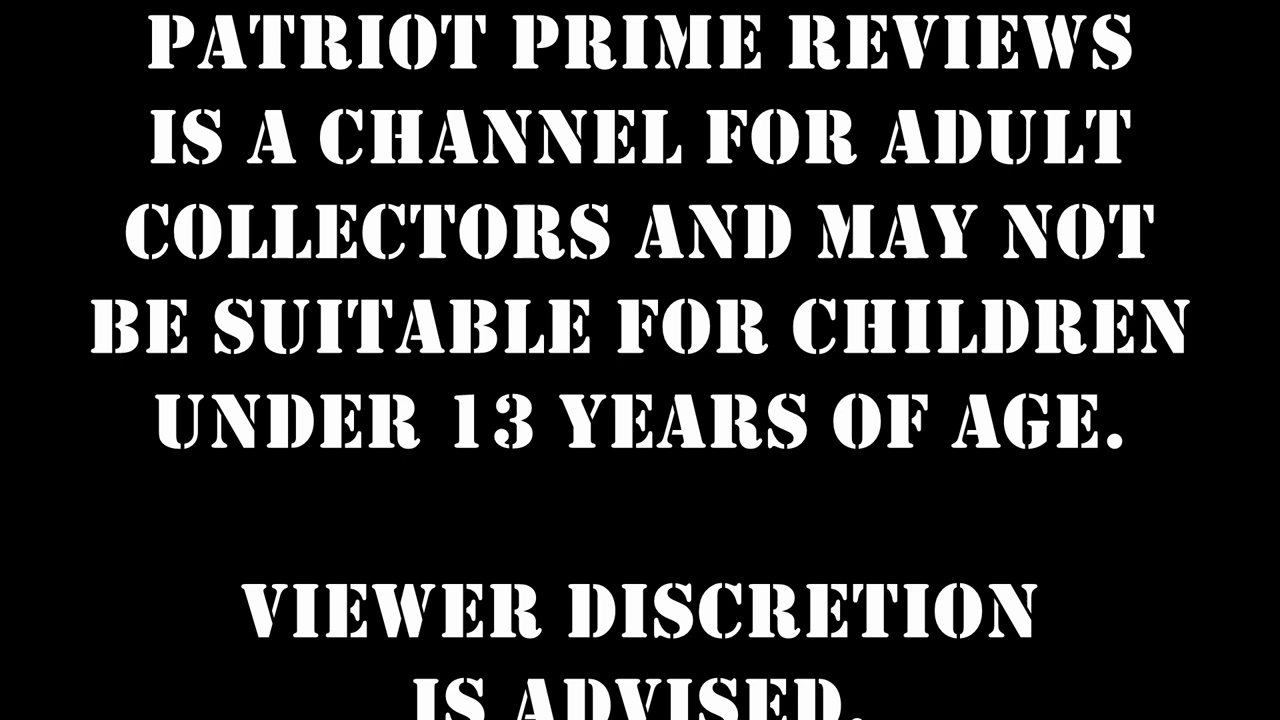 PATRIOT PRIME REVIEWS
IS A CHANNEL FOR ADULT
COLLECTORS AND MAY NOT
BE SUITABLE FOR CHILDREN
UNDER 13 YEARS OF AGE.
VIEWER DISCRETION
IS ADVISED.